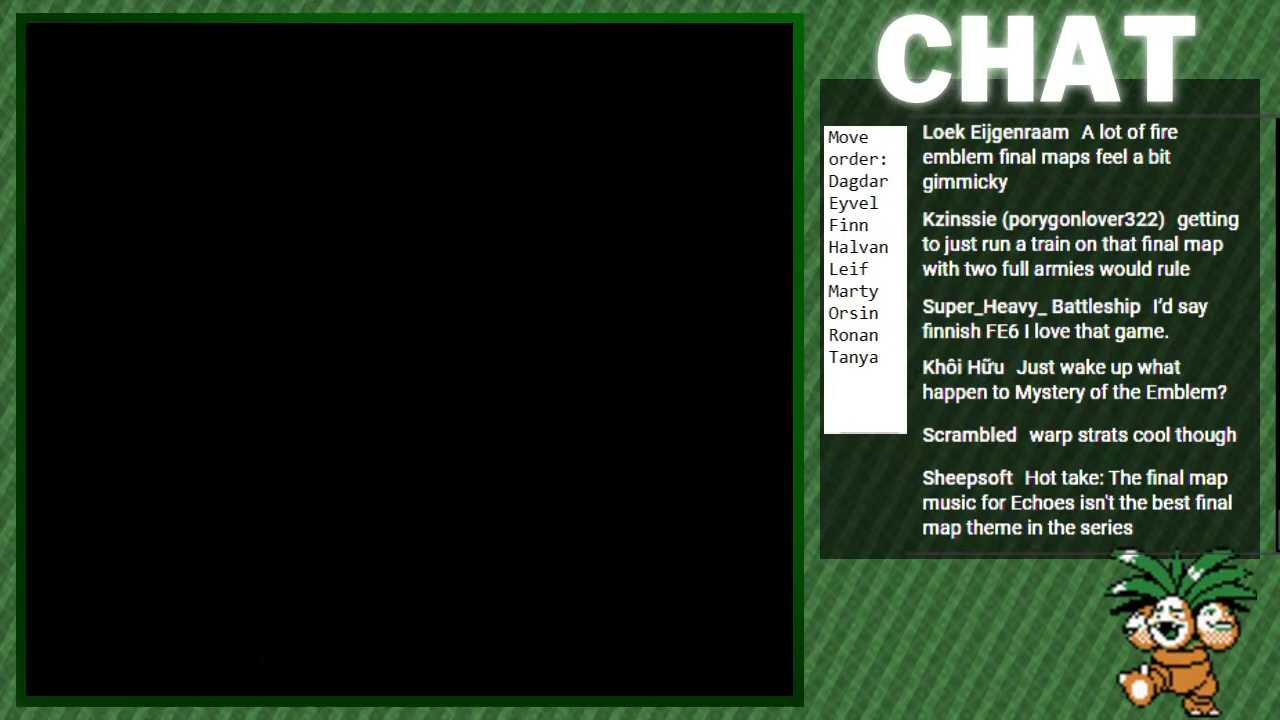 CHAT
Move
order:
Dagdar
Eyvel
Finn
Halvan
Leif
Marty
Orsin
Ronan
Tanya
Loek Eijgenraam A lot of fire
emblem final maps feel a bit
gimmicky
Kzinssie (porygonlover322) getting
to just run a train on that final map
with two full armies would rule
Super_Heavy_ Battleship I'd say
finnish FE6 I love that game.
Khôi Hữu Just wake up what
happen to Mystery of the Emblem?
Scrambled warp strats cool though
Sheepsoft Hot take: The final map
music for Echoes isn't the best final
map theme in the series